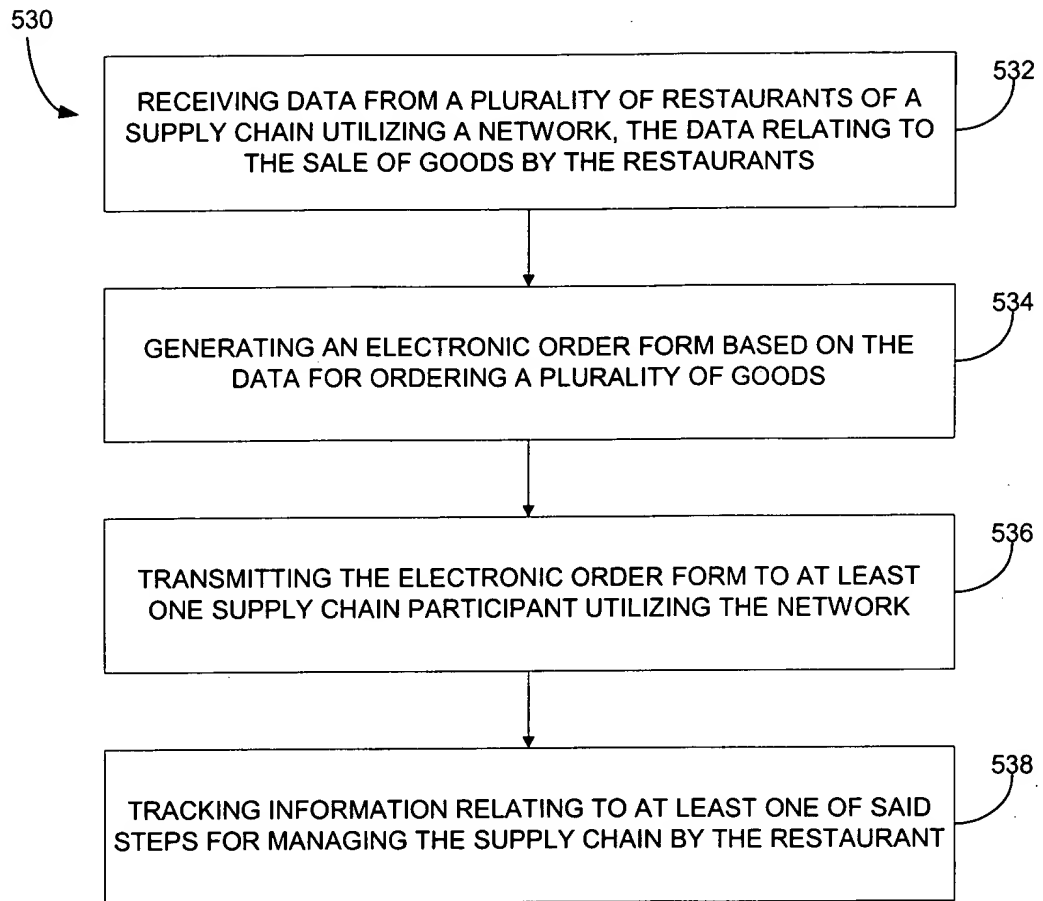 530
532
RECEIVING DATA FROM A PLURALITY OF RESTAURANTS OF A
SUPPLY CHAIN UTILIZING A NETWORK, THE DATA RELATING TO
THE SALE OF GOODS BY THE RESTAURANTS
534
GENERATING AN ELECTRONIC ORDER FORM BASED ON THE
DATA FOR ORDERING A PLURALITY OF GOODS
536
TRANSMITTING THE ELECTRONIC ORDER FORM TO AT LEAST
ONE SUPPLY CHAIN PARTICIPANT UTILIZING THE NETWORK
538
TRACKING INFORMATION RELATING TO AT LEAST ONE OF SAID
STEPS FOR MANAGING THE SUPPLY CHAIN BY THE RESTAURANT